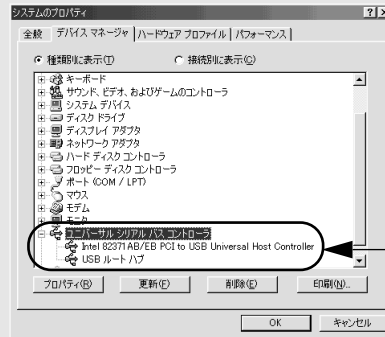 システムのプロパティ
全般 デバイス マネージャ ハードウェア プロファイル パフォーマンス
種類別に表示(T) 接続別に表示(C)
キーボード
サウンド、ビデオ、およびゲームのコントローラ
システム デバイス
ディスク ドライブ
ディスプレイ アダプタ
ネットワーク アダプタ
ハード ディスク コントローラ
フロッピー ディスク コントローラ
ポート (COM / LPT)
マウス
モデム
モニタ
ユニバーサル シリアル バス コントローラ
Intel 82371AB/EB PCI to USB Universal Host Controller
USB ルート ハブ
プロパティ(R) 更新(F) 削除(E) 印刷(N)...
OK キャンセル